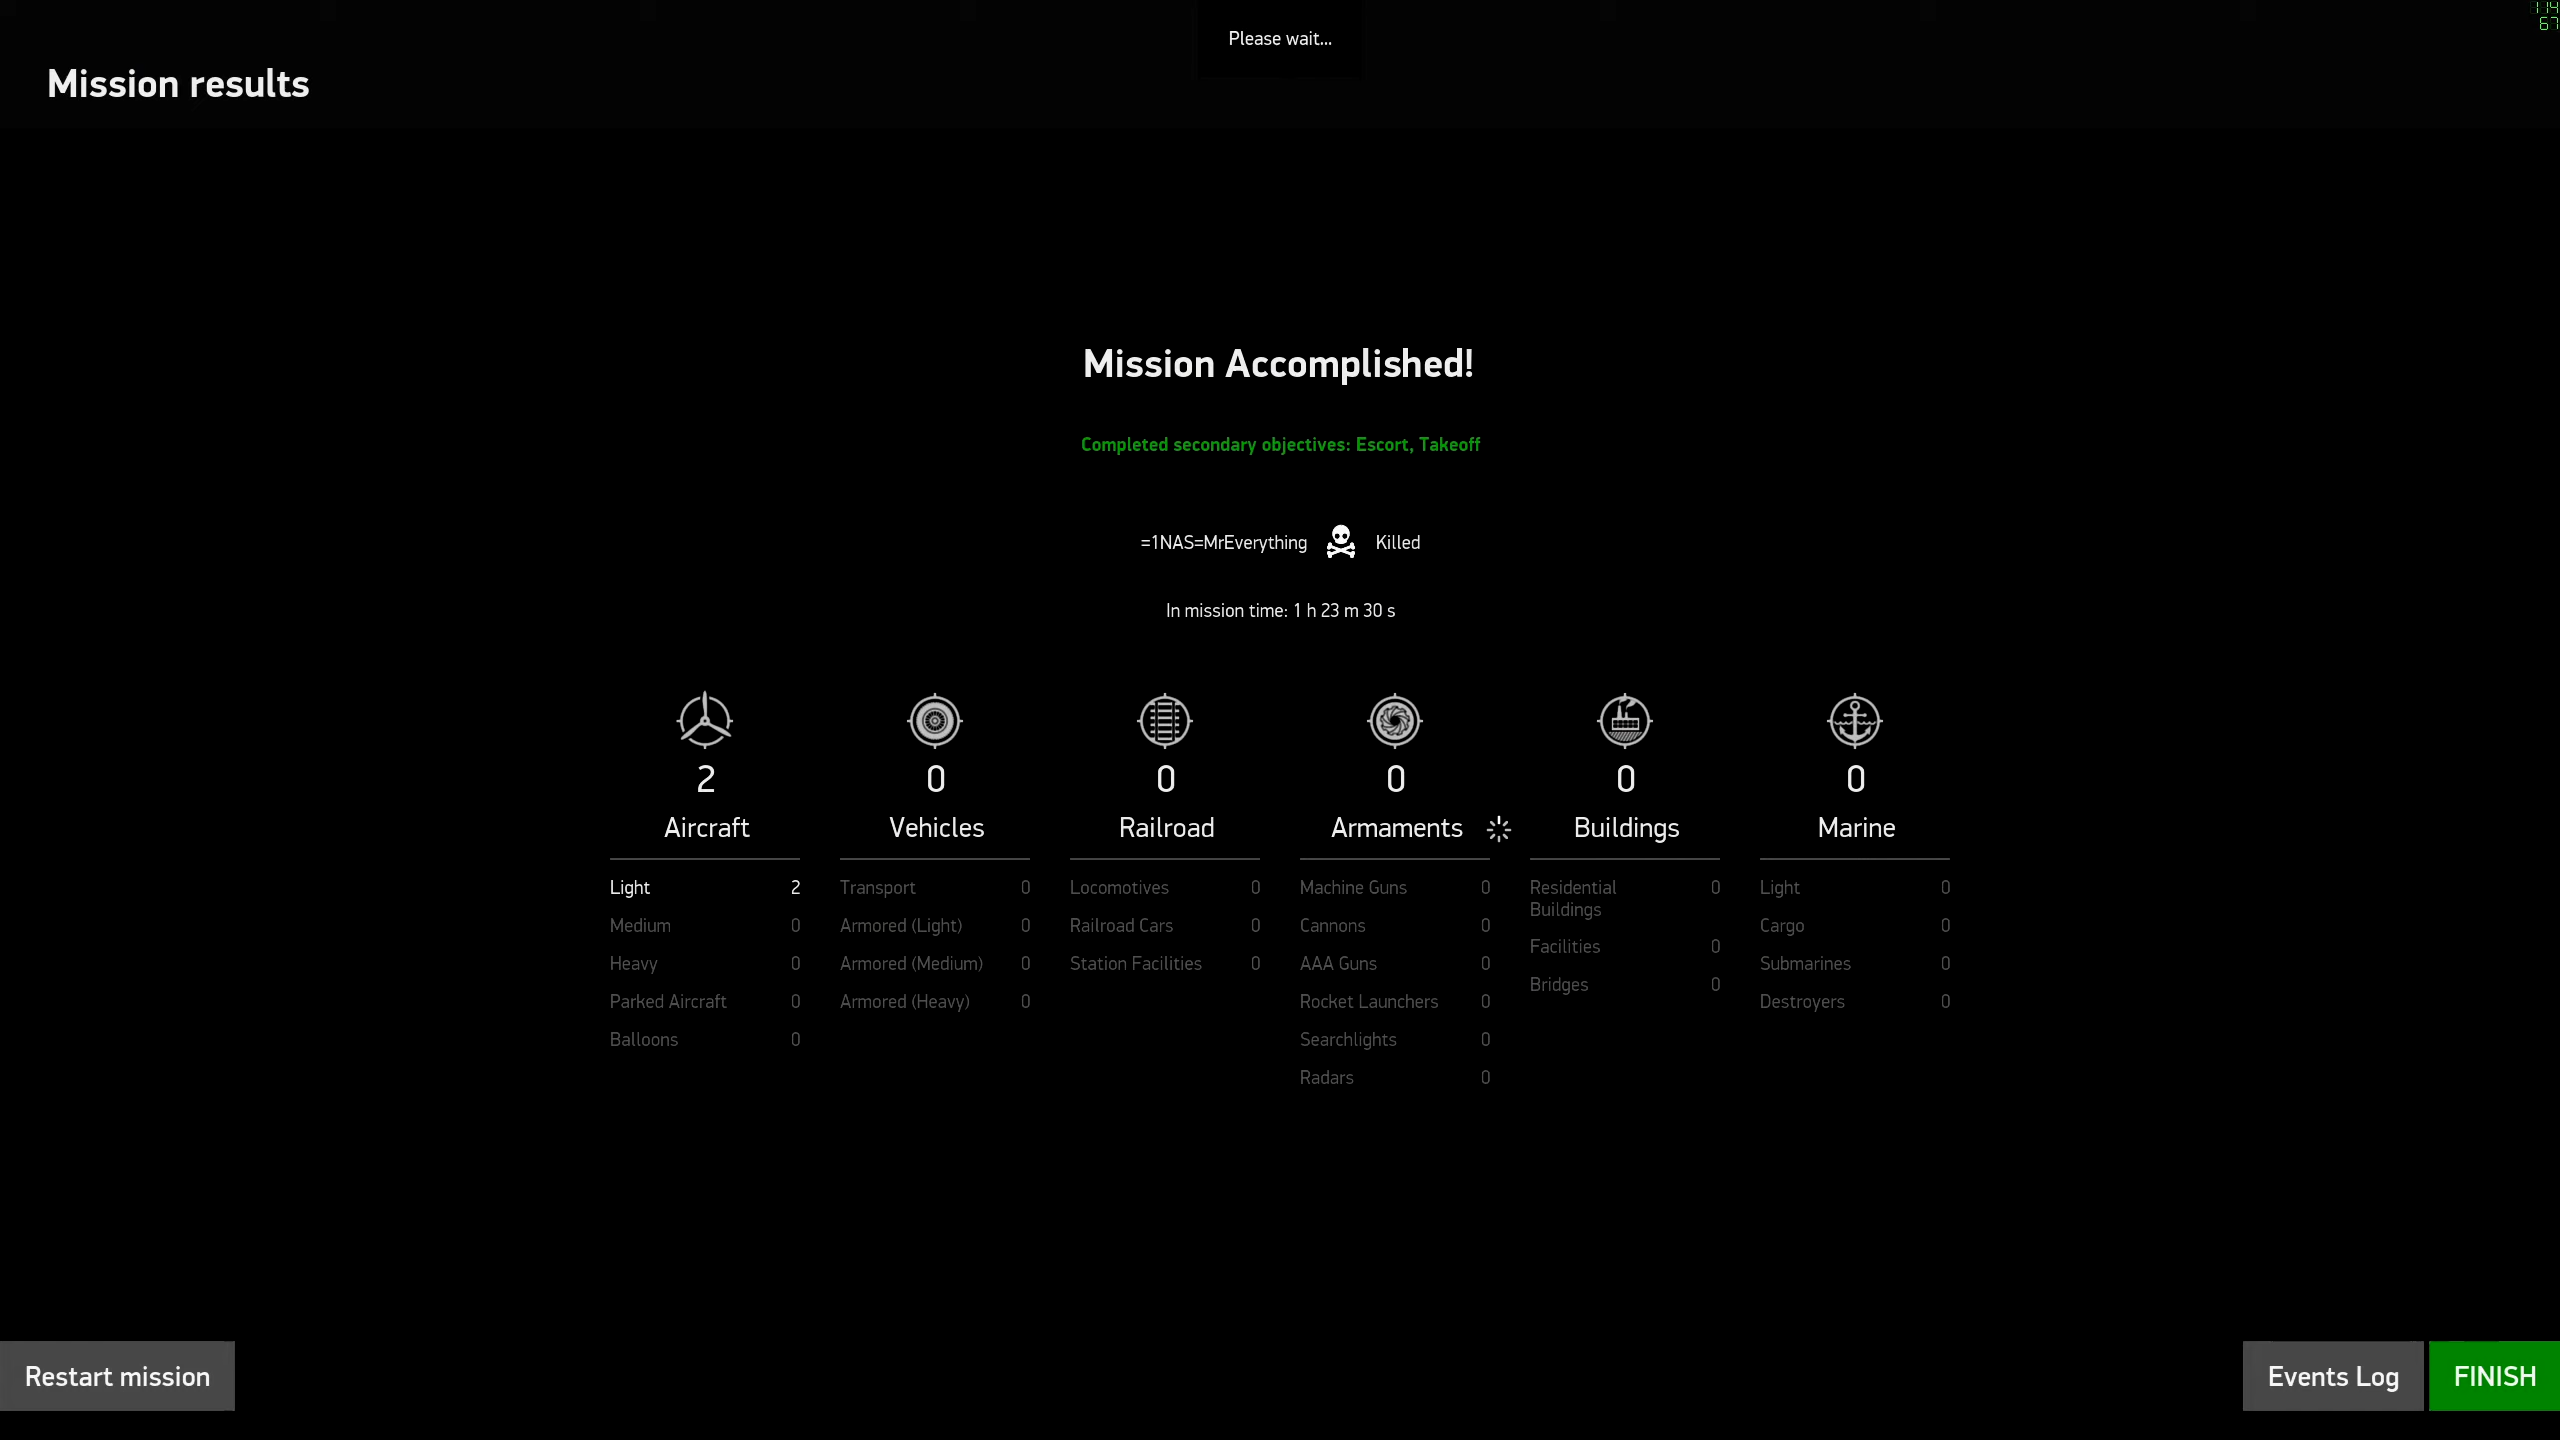 114
67
Please wait...
Mission results
Mission Accomplished!
Completed secondary objectives: Escort, Takeoff
=1NAS=MrEverything Killed
In mission time: 1 h 23 m 30 s
2 0 0 0 0 0
Aircraft Vehicles Railroad Armaments Buildings Marine
Light 2 Transport 0 Locomotives 0 Machine Guns 0 Residential Buildings 0 Light 0
Medium 0 Armored (Light) 0 Railroad Cars 0 Cannons 0 Facilities 0 Cargo 0
Heavy 0 Armored (Medium) 0 Station Facilities 0 AAA Guns 0 Bridges 0 Submarines 0
Parked Aircraft 0 Armored (Heavy) 0 Rocket Launchers 0 Destroyers 0
Balloons 0 Searchlights 0
Radars 0
Restart mission Events Log FINISH